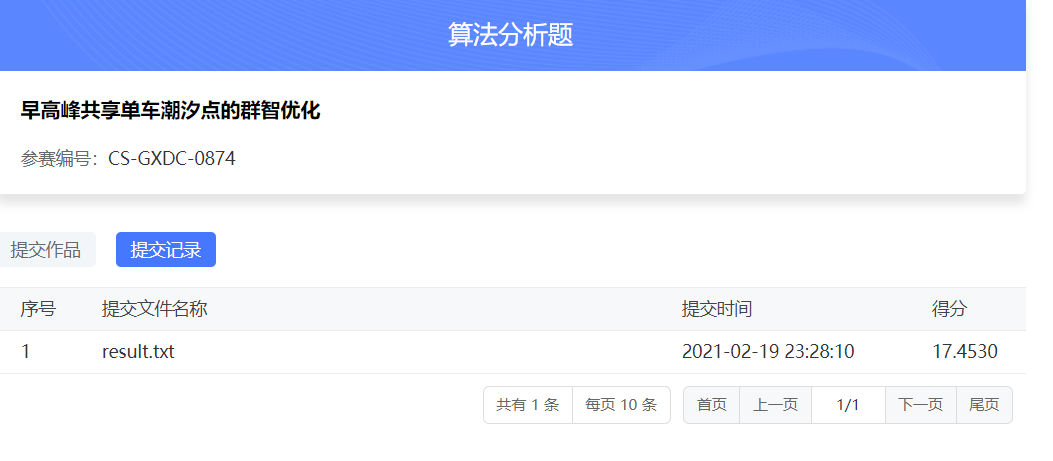 算法分析题
早高峰共享单车潮汐点的群智优化
参赛编号：CS-GXDC-0874
提交作品 提交记录
序号 提交文件名称 提交时间 得分
1 result.txt 2021-02-19 23:28:10 17.4530
共有 1 条 每页 10 条 首页 上一页 1/1 下一页 尾页